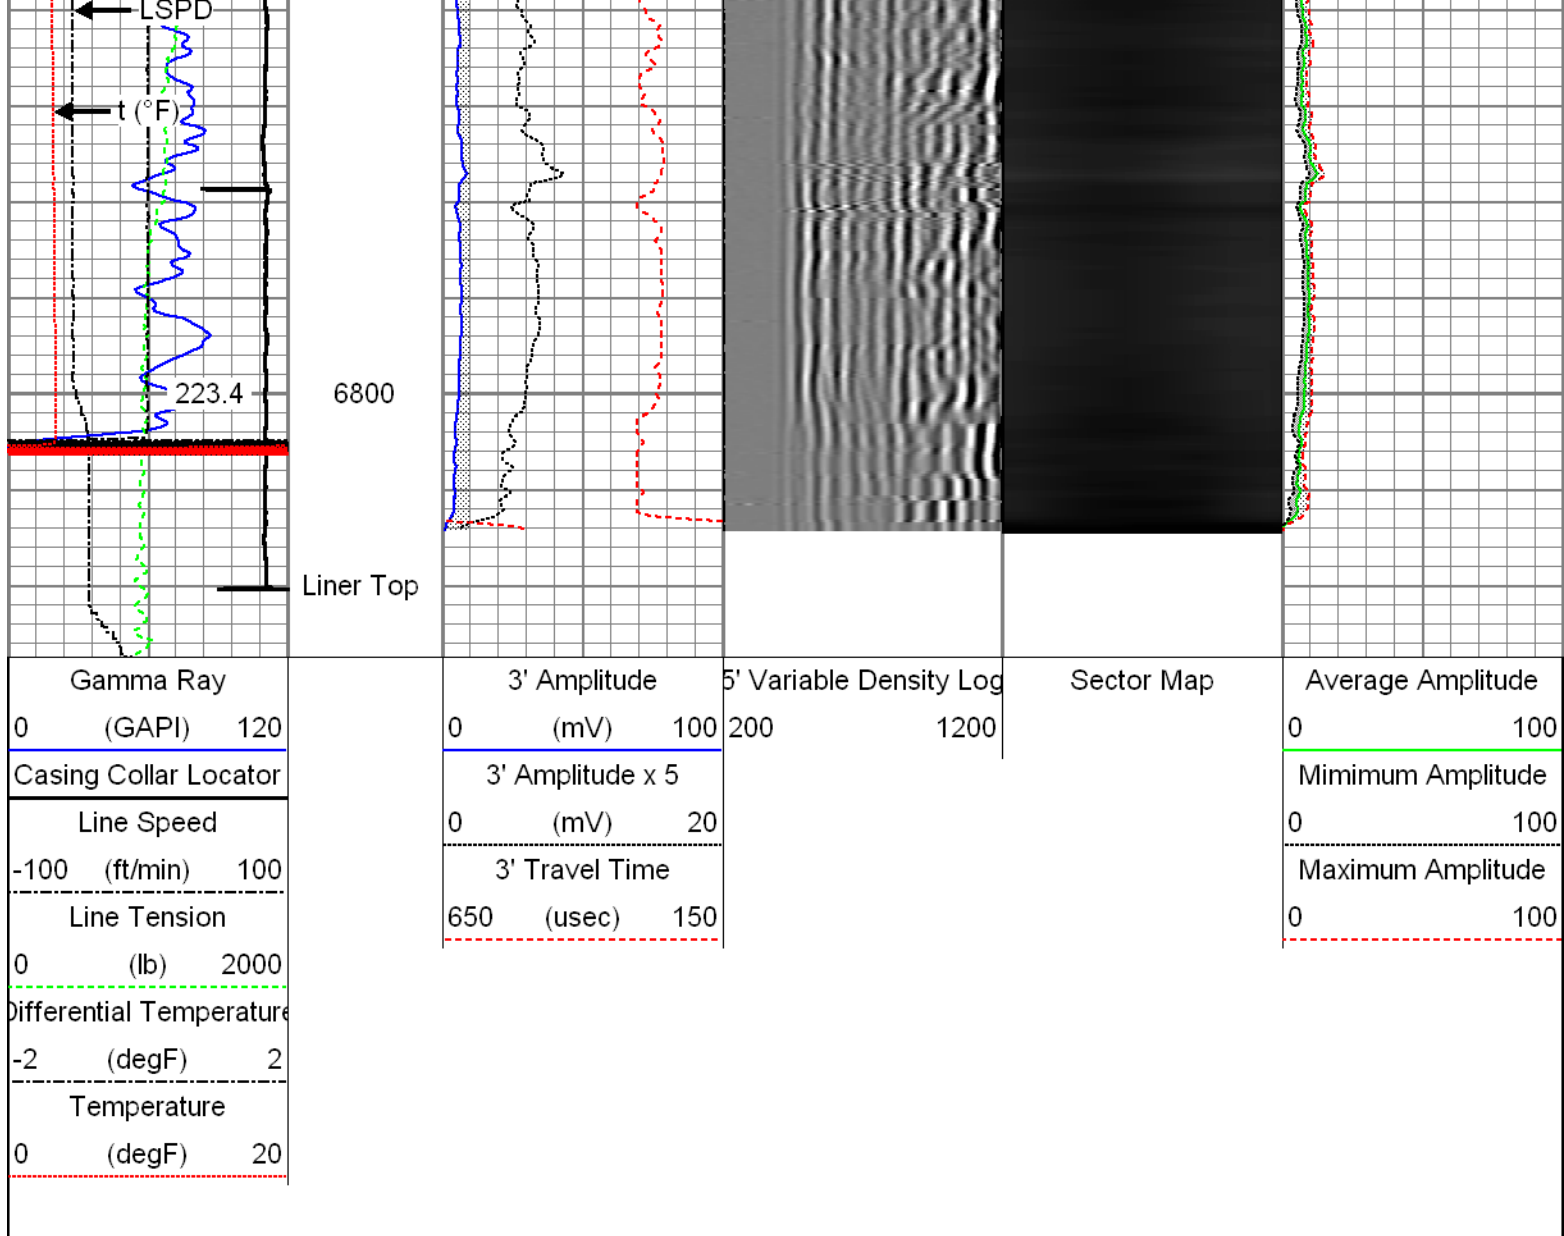 LSPD
t (°F)
223.4
6800
Liner Top
Gamma Ray
0 (GAPI) 120
Casing Collar Locator
Line Speed
-100 (ft/min) 100
Line Tension
0 (lb) 2000
Differential Temperature
-2 (degF) 2
Temperature
0 (degF) 20
3' Amplitude
0 (mV) 100
3' Amplitude x 5
0 (mV) 20
3' Travel Time
650 (usec) 150
5' Variable Density Log
200 1200
Sector Map
Average Amplitude
0 100
Mimimum Amplitude
0 100
Maximum Amplitude
0 100